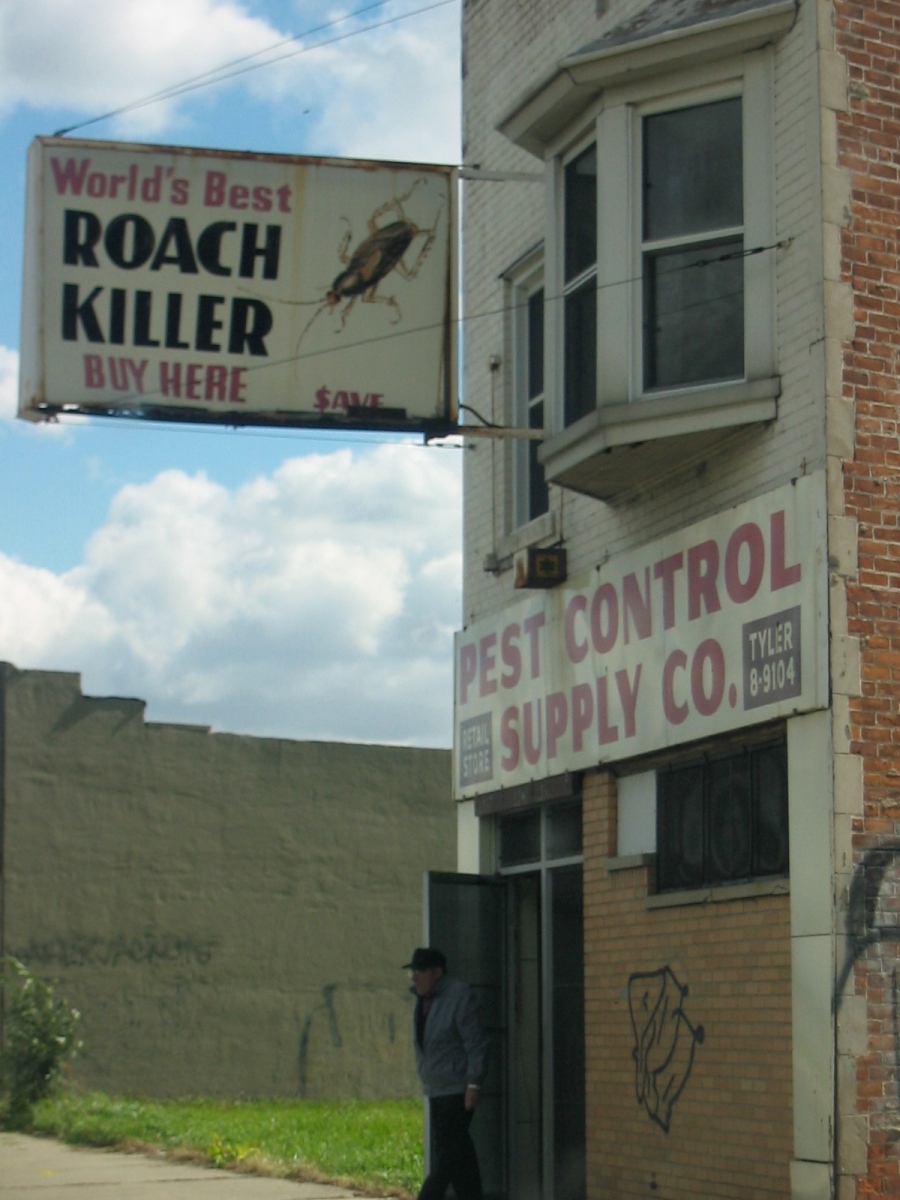 World's Best
ROACH
KILLER
BUY HERE
$AVE
PEST CONTROL
SUPPLY CO.
TYLER
8-9104
RETAIL
STORE